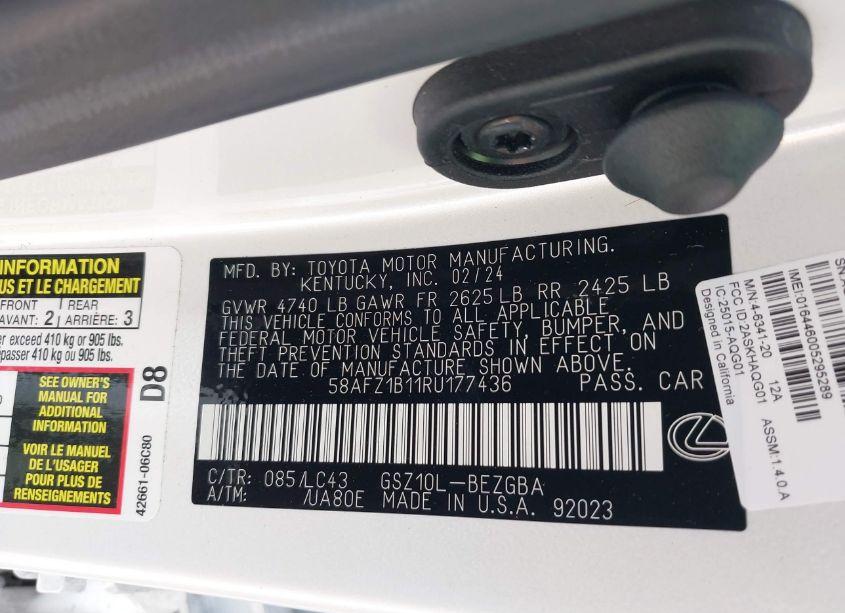 INFORMATION
US ET LE CHARGEMENT
FRONT
AVANT: 2
REAR
ARRIÈRE: 3
er exceed 410 kg or 905 lbs.
passer 410 kg ou 905 lbs.
SEE OWNER'S
MANUAL FOR
ADDITIONAL
INFORMATION
VOIR LE MANUEL
DE L'USAGER
POUR PLUS DE
RENSEIGNEMENTS
D8
42661-06C80
MFD. BY: TOYOTA MOTOR MANUFACTURING.
KENTUCKY, INC. 02/24
GVWR 4740 LB GAWR FR 2625 LB RR 2425 LB
THIS VEHICLE CONFORMS TO ALL APPLICABLE
FEDERAL MOTOR VEHICLE SAFETY, BUMPER, AND
THEFT PREVENTION STANDARDS IN EFFECT ON
THE DATE OF MANUFACTURE SHOWN ABOVE.
58AFZ1B11RU177436 PASS. CAR
C/TR: 085/LC43 GSZ10L-BEZGBA
A/TM: /UA80E MADE IN U.S.A. 92023
IMEI:016446005295289
M/N-4-6341-20 12A
FCC ID:2ASKHAQG01
IC-25015-AQG01 ASSM:1.4.0.A
Designed in California